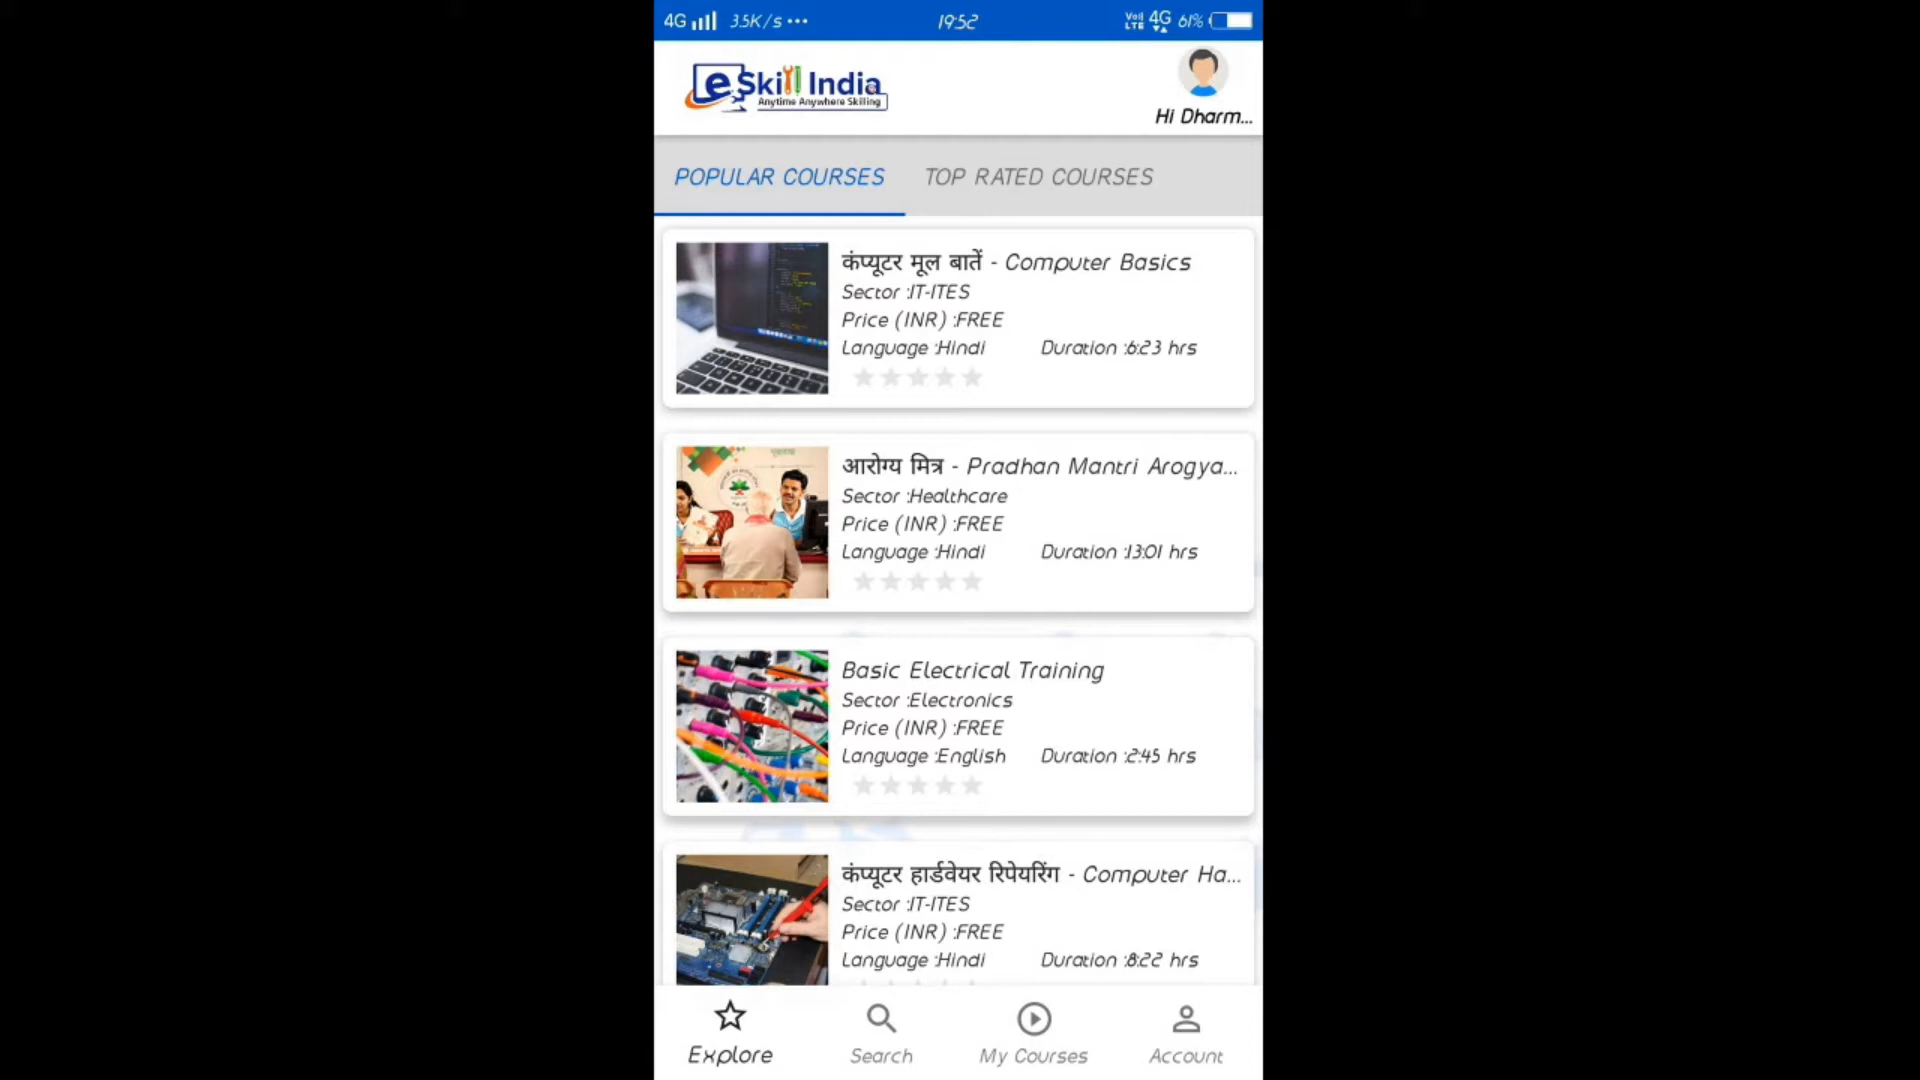 4G 3.5K/s ... 19:52 VoLTE 4G 61%
eSkill India
Anytime Anywhere Skilling
Hi Dharm...
POPULAR COURSES TOP RATED COURSES
कंप्यूटर मूल बातें - Computer Basics
Sector :IT-ITES
Price (INR) :FREE
Language :Hindi Duration :6:23 hrs
आरोग्य मित्र - Pradhan Mantri Arogya...
Sector :Healthcare
Price (INR) :FREE
Language :Hindi Duration :13:01 hrs
Basic Electrical Training
Sector :Electronics
Price (INR) :FREE
Language :English Duration :2:45 hrs
कंप्यूटर हार्डवेयर रिपेयरिंग - Computer Ha...
Sector :IT-ITES
Price (INR) :FREE
Language :Hindi Duration :8:22 hrs
Explore Search My Courses Account